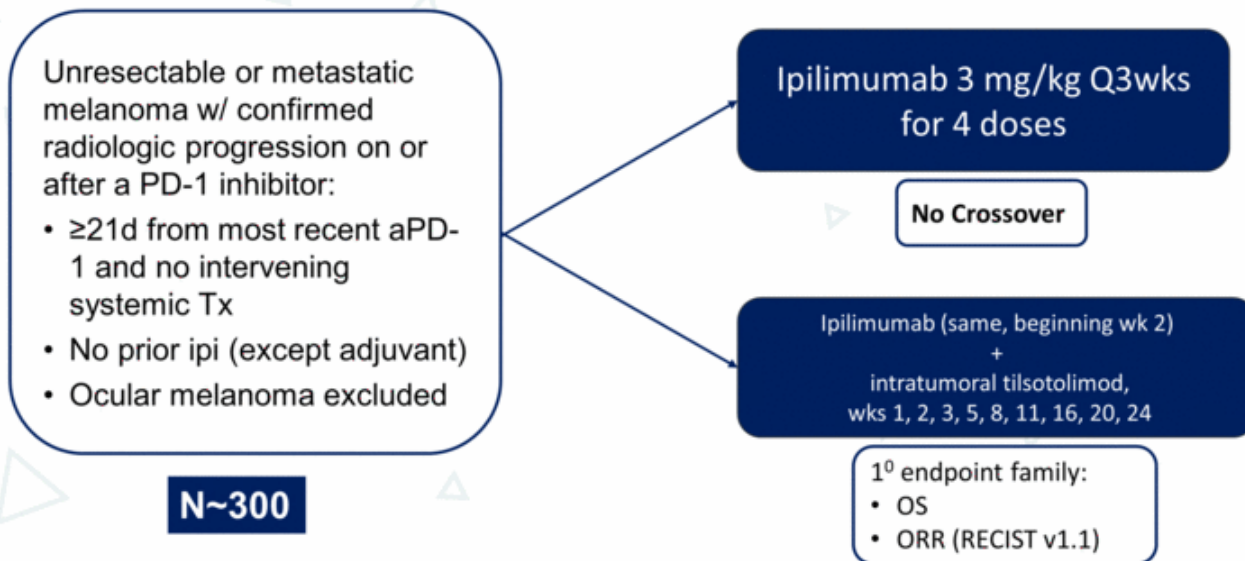 Unresectable or metastatic
melanoma w/ confirmed
radiologic progression on or
after a PD-1 inhibitor:
• ≥21d from most recent aPD-
1 and no intervening
systemic Tx
• No prior ipi (except adjuvant)
• Ocular melanoma excluded
N~300
Ipilimumab 3 mg/kg Q3wks
for 4 doses
No Crossover
Ipilimumab (same, beginning wk 2)
+
intratumoral tilsotolimod,
wks 1, 2, 3, 5, 8, 11, 16, 20, 24
1⁰ endpoint family:
• OS
• ORR (RECIST v1.1)